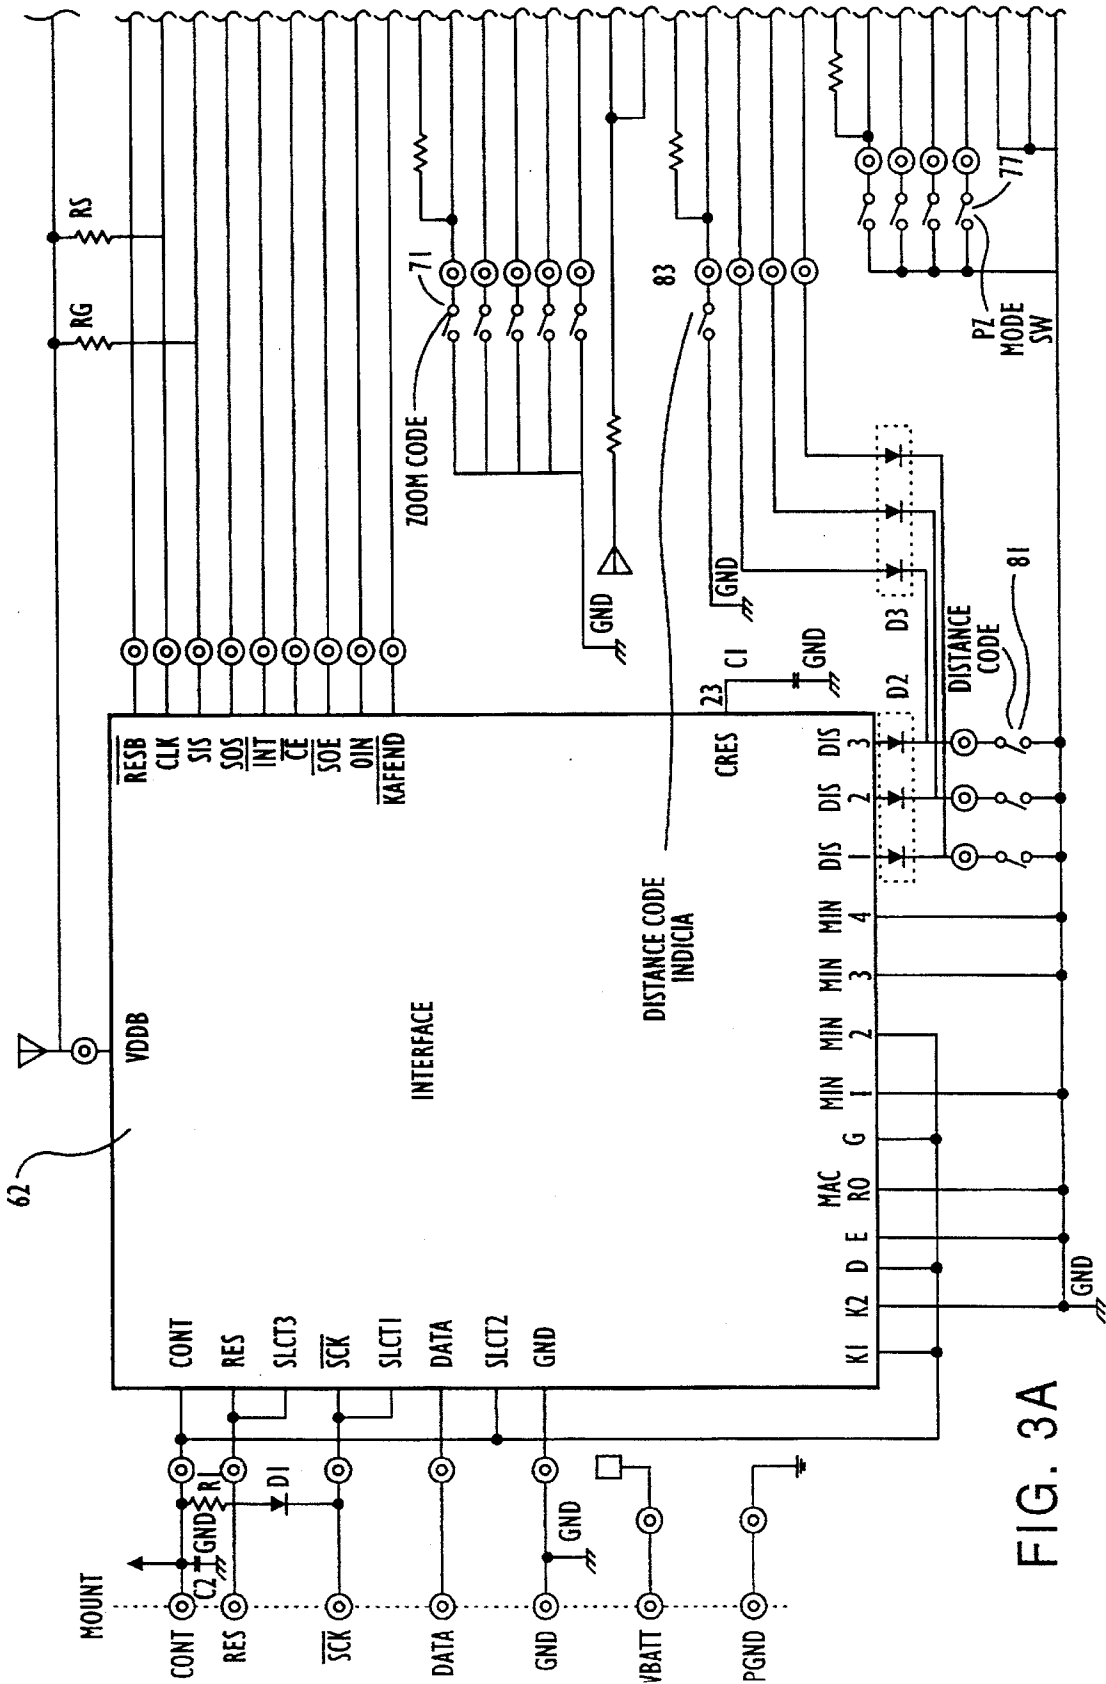 62
VDDB
RG
RS
RESB
CLK
SIS
SOS
INT
CE
SOE
OIN
KAFEND
ZOOM CODE
71
GND
83
GND
23
C1
GND
CRES
INTERFACE
DISTANCE CODE
INDICIA
PZ
MODE
SW
77
D3
D2
DISTANCE
CODE
81
MOUNT
CONT
RES
SCK
DATA
GND
VBATT
PGND
C2
GND
R1
D1
GND
CONT
RES
SLCT3
SCK
SLCT1
DATA
SLCT2
GND
K1
K2
D
E
MAC
RO
G
MIN
1
MIN
2
MIN
3
MIN
4
DIS
1
DIS
2
DIS
3
GND
FIG. 3A